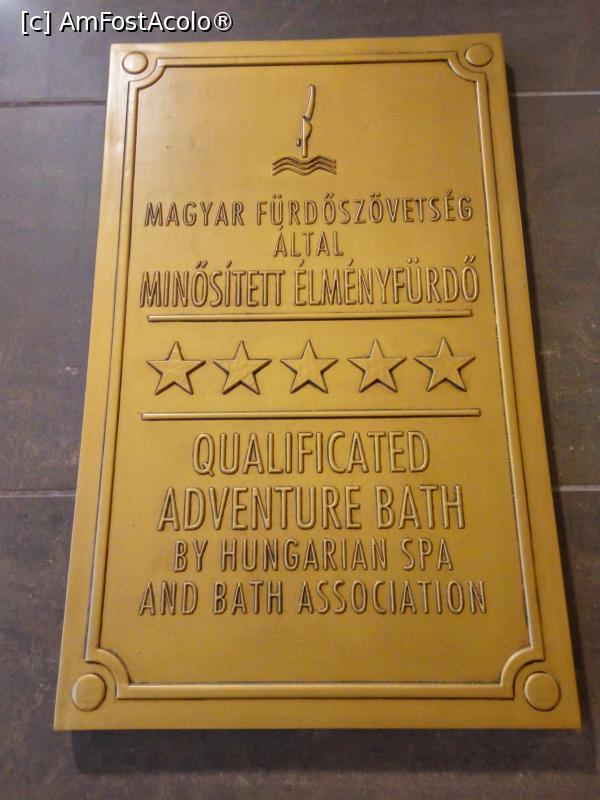 [c] AmFostAcolo®
MAGYAR FÜRDŐSZÖVETSÉG
ÁLTAL
MINŐSÍTETT ÉLMÉNYFÜRDŐ
QUALIFICATED
ADVENTURE BATH
BY HUNGARIAN SPA
AND BATH ASSOCIATION